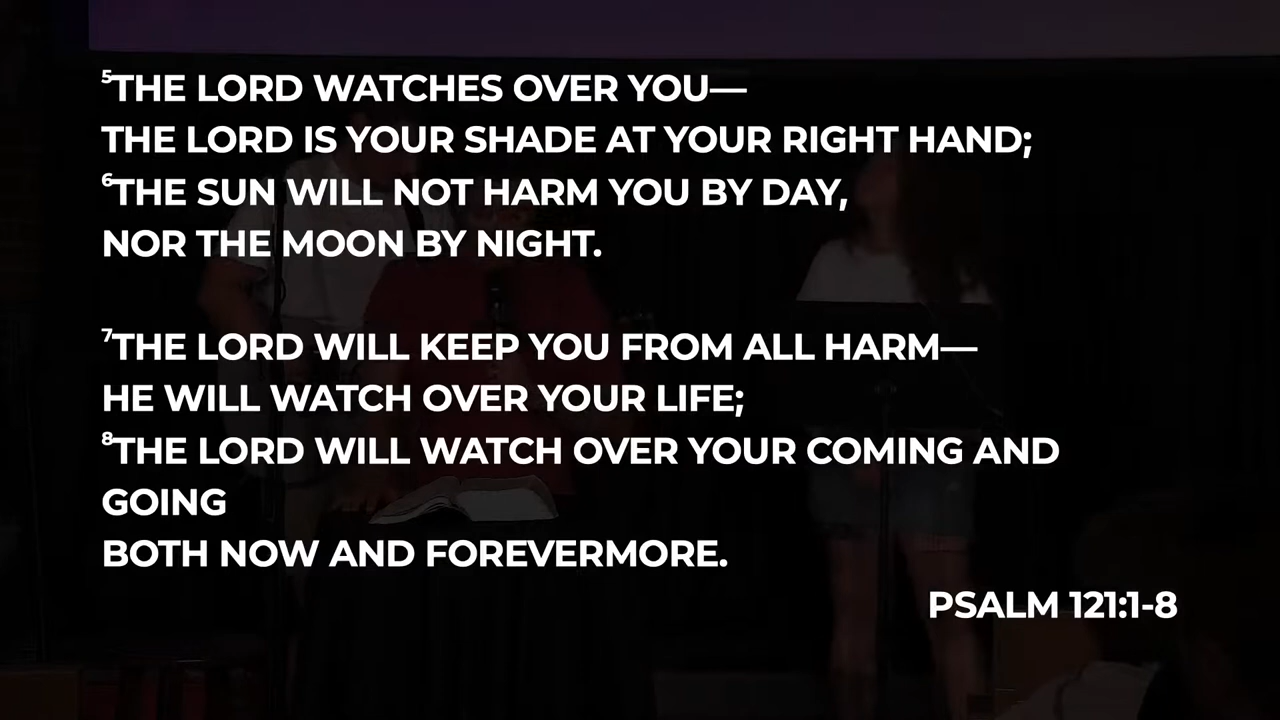 ⁵THE LORD WATCHES OVER YOU—
THE LORD IS YOUR SHADE AT YOUR RIGHT HAND;
⁶THE SUN WILL NOT HARM YOU BY DAY,
NOR THE MOON BY NIGHT.
⁷THE LORD WILL KEEP YOU FROM ALL HARM—
HE WILL WATCH OVER YOUR LIFE;
⁸THE LORD WILL WATCH OVER YOUR COMING AND
GOING
BOTH NOW AND FOREVERMORE.
PSALM 121:1-8